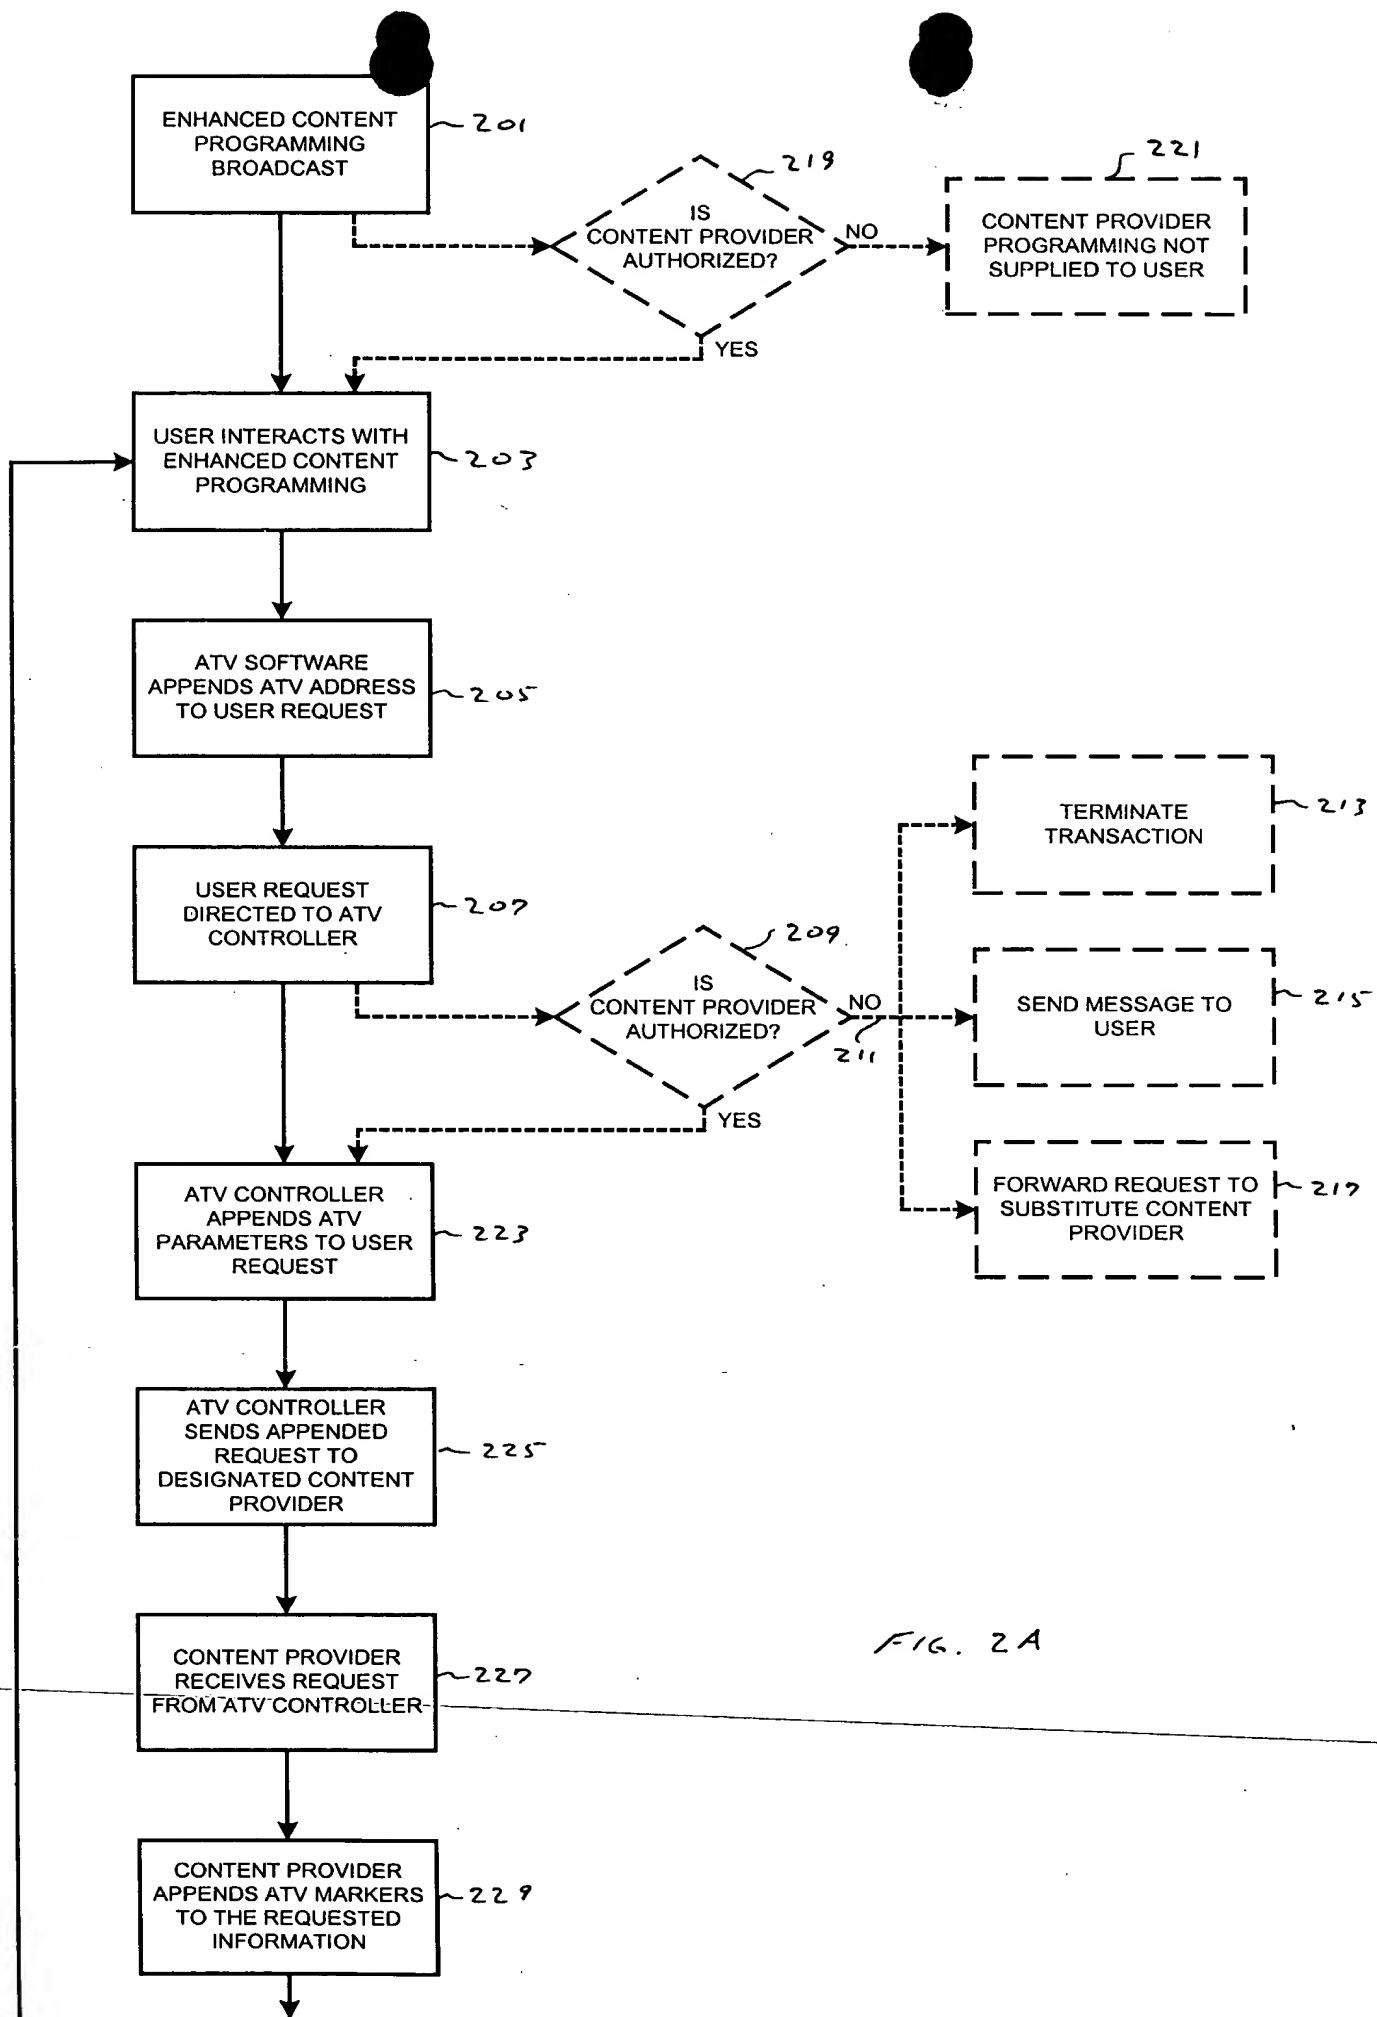 ENHANCED CONTENT
PROGRAMMING
BROADCAST
201
IS
CONTENT PROVIDER
AUTHORIZED?
219
NO
YES
221
CONTENT PROVIDER
PROGRAMMING NOT
SUPPLIED TO USER
USER INTERACTS WITH
ENHANCED CONTENT
PROGRAMMING
203
ATV SOFTWARE
APPENDS ATV ADDRESS
TO USER REQUEST
205
USER REQUEST
DIRECTED TO ATV
CONTROLLER
207
IS
CONTENT PROVIDER
AUTHORIZED?
209
NO
211
YES
TERMINATE
TRANSACTION
213
SEND MESSAGE TO
USER
215
FORWARD REQUEST TO
SUBSTITUTE CONTENT
PROVIDER
217
ATV CONTROLLER
APPENDS ATV
PARAMETERS TO USER
REQUEST
223
ATV CONTROLLER
SENDS APPENDED
REQUEST TO
DESIGNATED CONTENT
PROVIDER
225
CONTENT PROVIDER
RECEIVES REQUEST
FROM ATV CONTROLLER
227
FIG. 2A
CONTENT PROVIDER
APPENDS ATV MARKERS
TO THE REQUESTED
INFORMATION
229